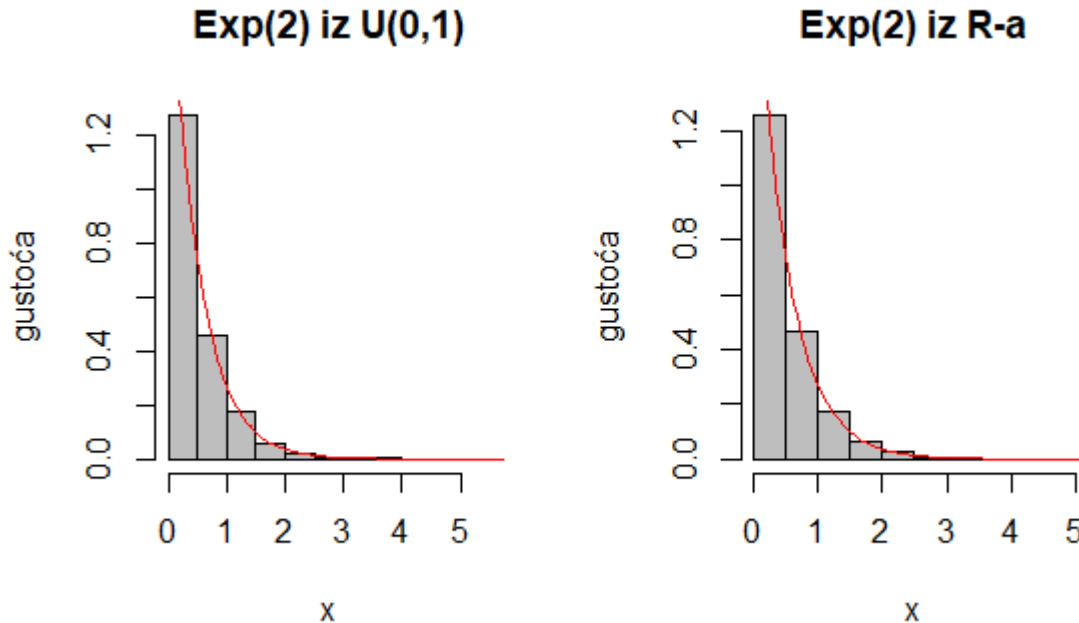 Exp(2) iz U(0,1)
gustoća
0.0 0.4 0.8 1.2
0 1 2 3 4 5
x
Exp(2) iz R-a
gustoća
0.0 0.4 0.8 1.2
0 1 2 3 4 5
x